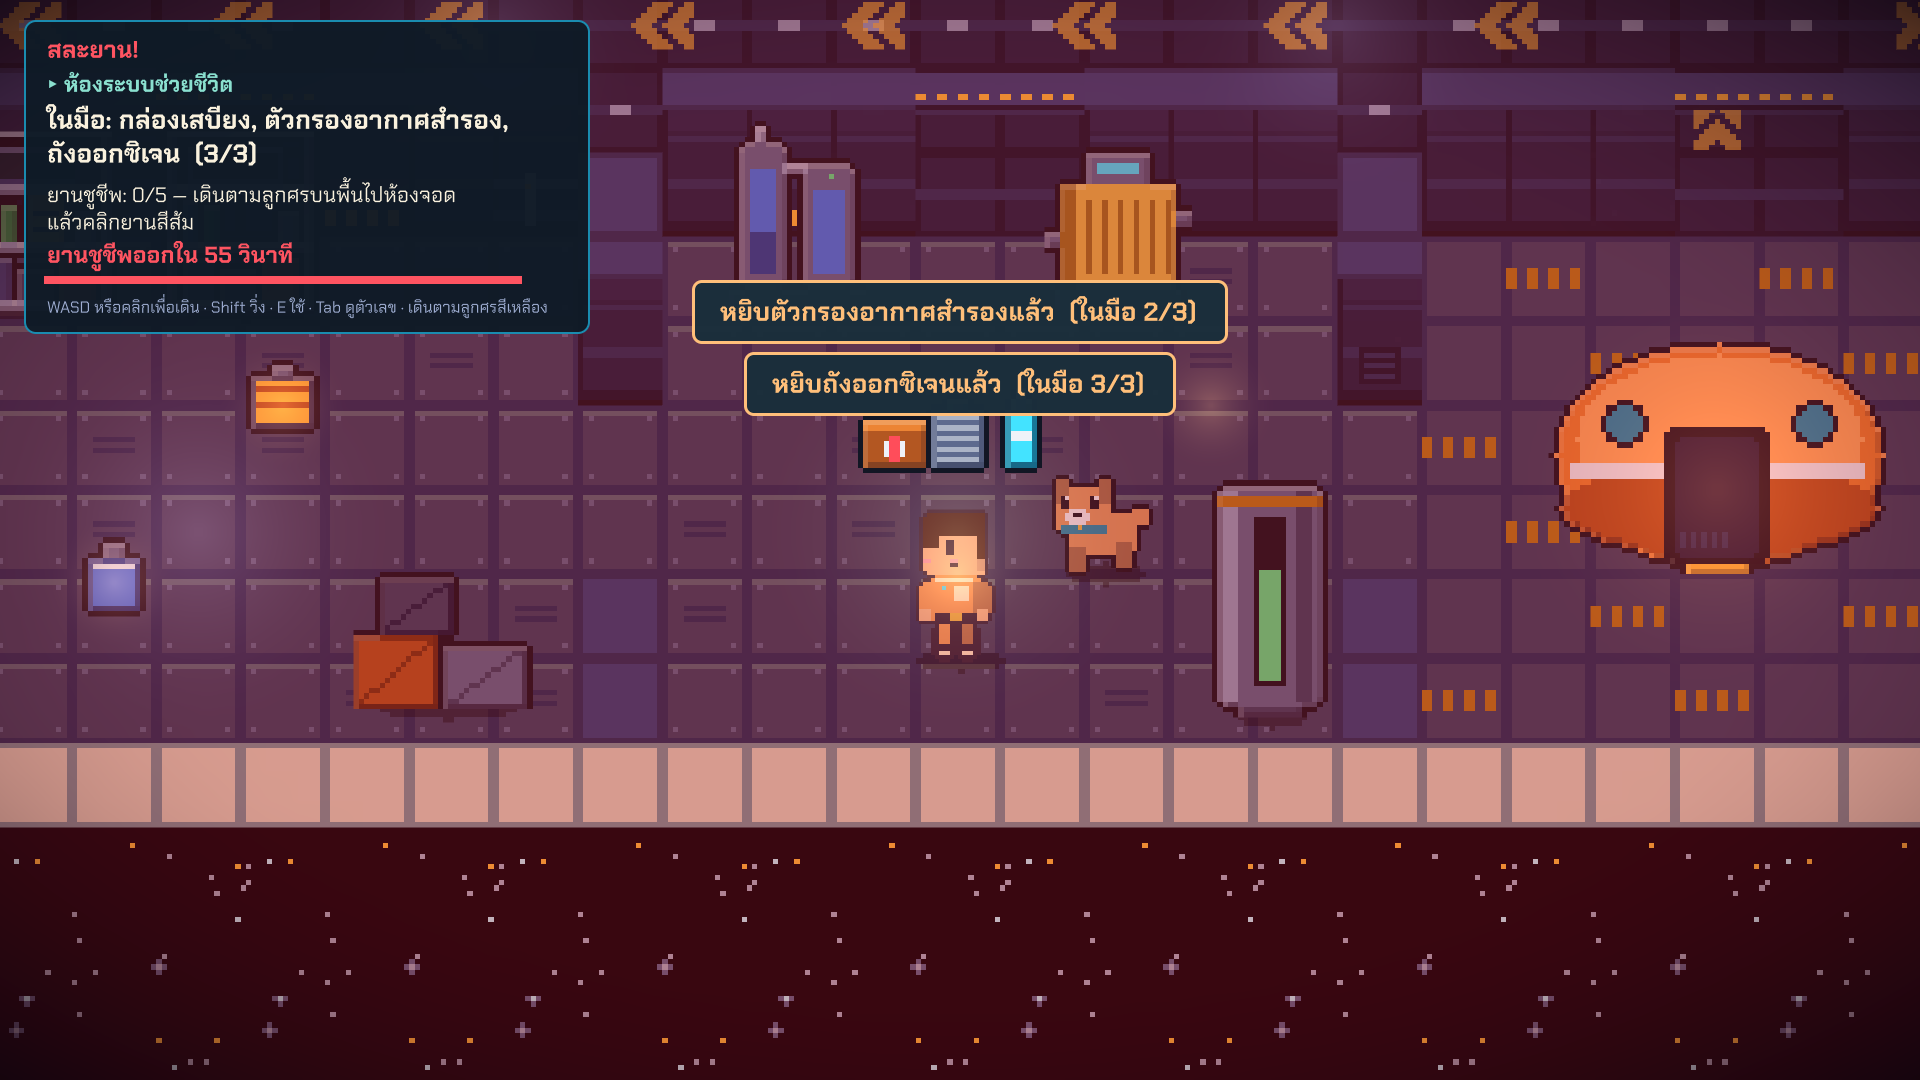 สละยาน!
▸ ห้องระบบช่วยชีวิต
ในมือ: กล่องเสบียง, ตัวกรองอากาศสำรอง,
ถังออกซิเจน (3/3)
ยานชูชีพ: 0/5 — เดินตามลูกศรบนพื้นไปห้องจอด
แล้วคลิกยานสีส้ม
ยานชูชีพออกใน 55 วินาที
WASD หรือคลิกเพื่อเดิน · Shift วิ่ง · E ใช้ · Tab ดูตัวเลข · เดินตามลูกศรสีเหลือง
หยิบตัวกรองอากาศสำรองแล้ว (ในมือ 2/3)
หยิบถังออกซิเจนแล้ว (ในมือ 3/3)